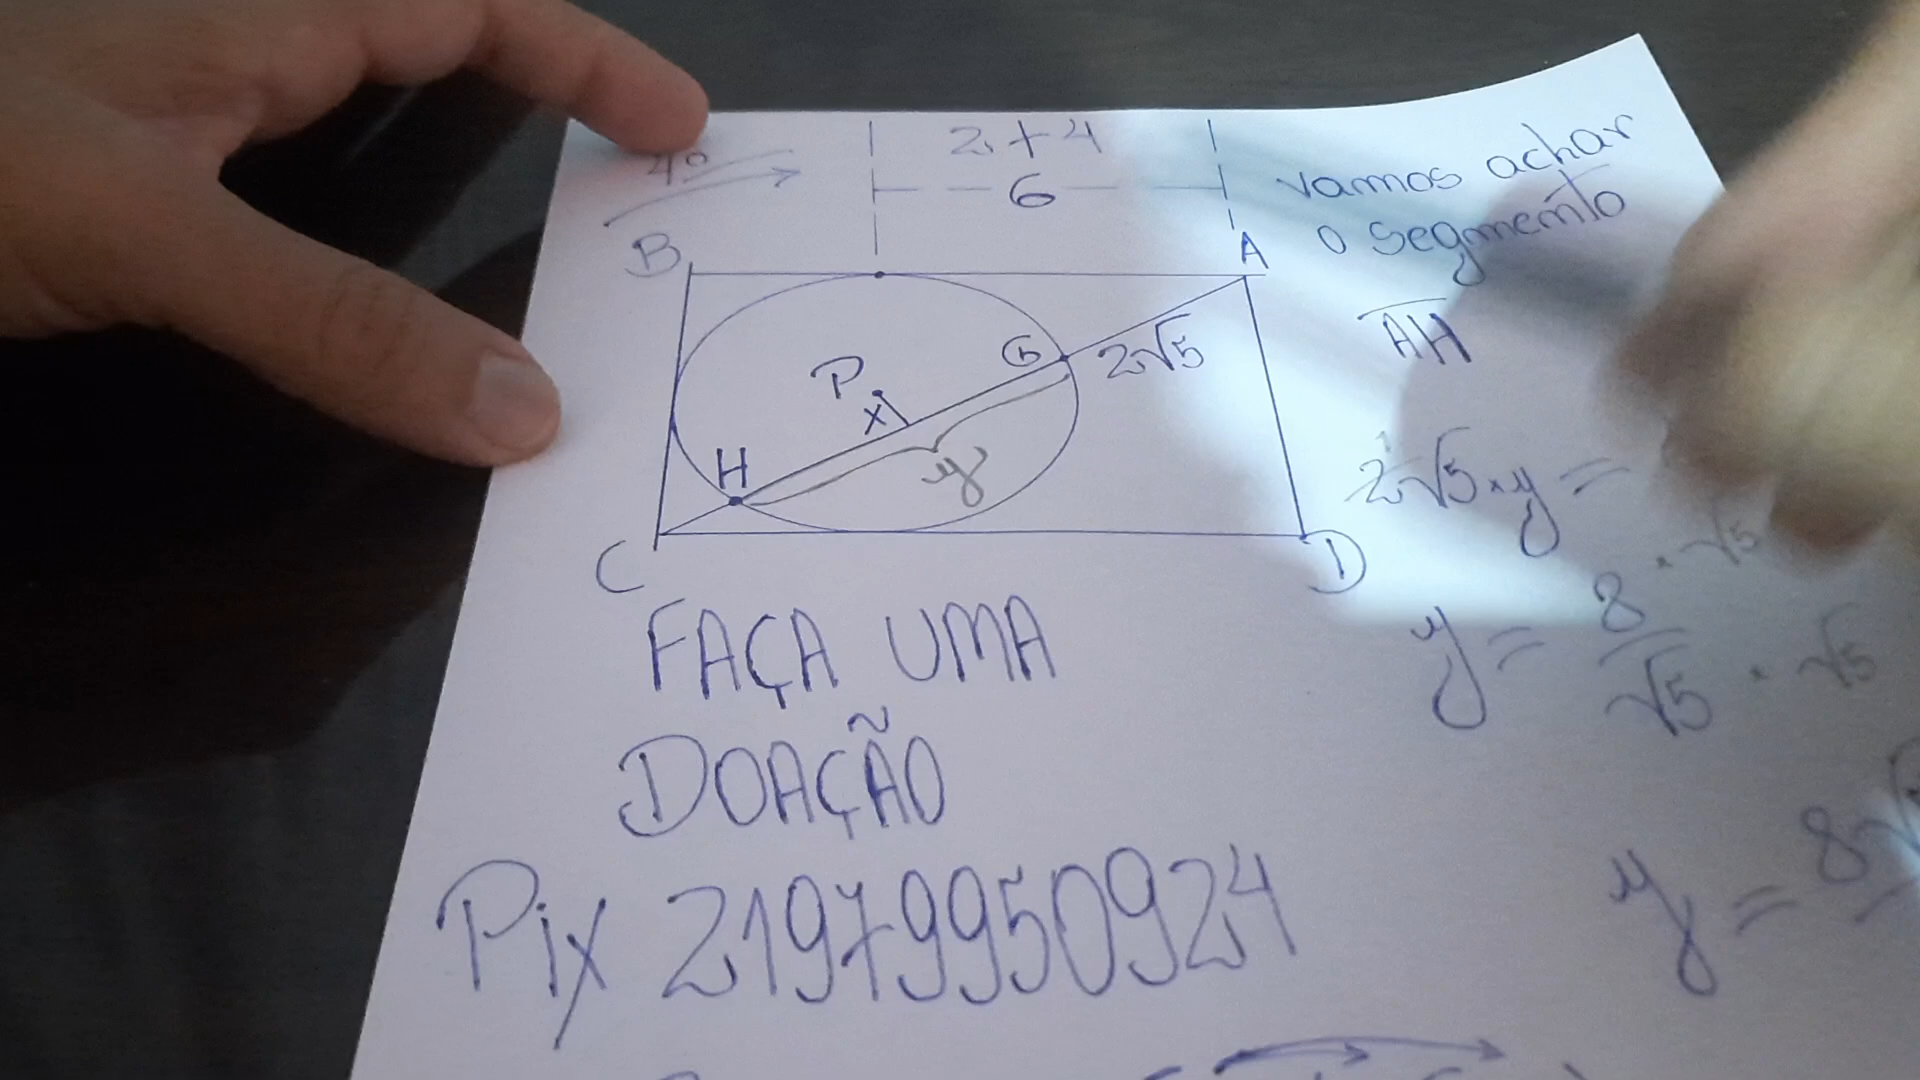 4º
2+4
6
vamos achar
o segmento
AH
B
A
P
X
G
2√5
H
y
C
D
2√5 × y =
y = 8 × √5
√5 × √5
y = 8√
FAÇA UMA
DOAÇÃO
Pix 21979950924